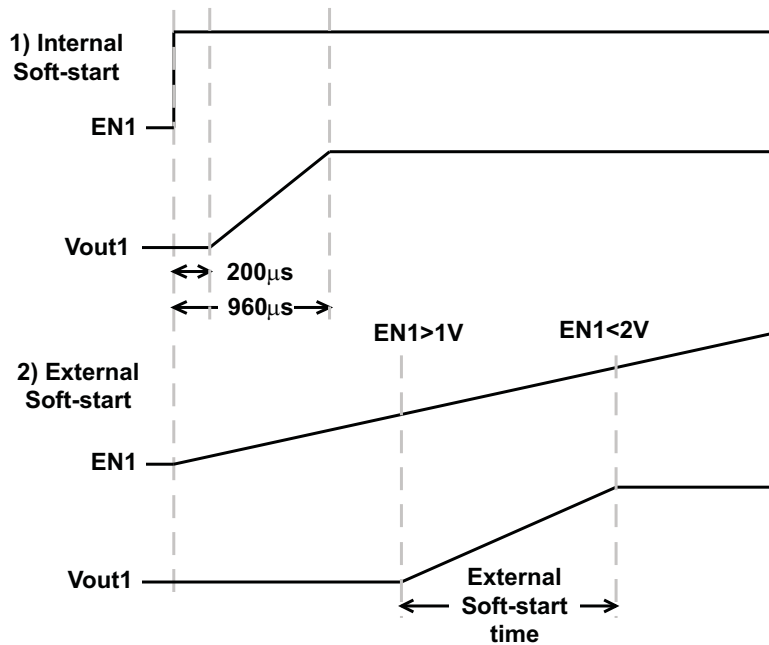 1) Internal
Soft-start
EN1
Vout1
200μs
960μs
EN1>1V
EN1<2V
2) External
Soft-start
EN1
Vout1
External
Soft-start
time